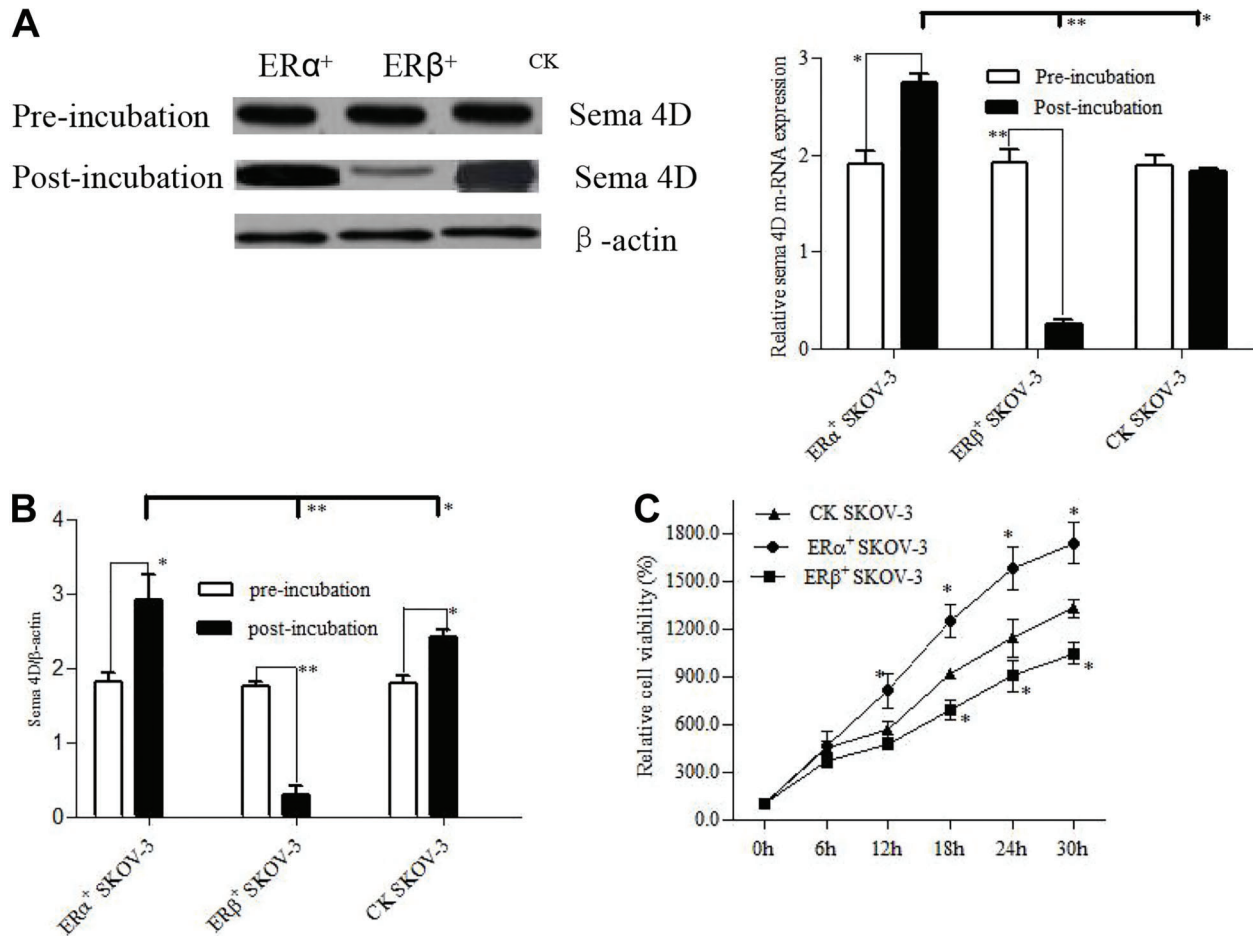 A
ERα+ ERβ+ CK
Pre-incubation Sema 4D
Post-incubation Sema 4D
β -actin
** *
* **
Pre-incubation
Post-incubation
Relative sema 4D m-RNA expression
3
2
1
0
ERα+ SKOV-3
ERβ+ SKOV-3
CK SKOV-3
B
** *
* ** *
pre-incubation
post-incubation
Sema 4D/β-actin
4
3
2
1
0
ERα+ SKOV-3
ERβ+ SKOV-3
CK SKOV-3
C
CK SKOV-3
ERα+ SKOV-3
ERβ+ SKOV-3
Relative cell viability (%)
1800.0
1500.0
1200.0
900.0
600.0
300.0
0.0
* * * *
* * *
0h 6h 12h 18h 24h 30h